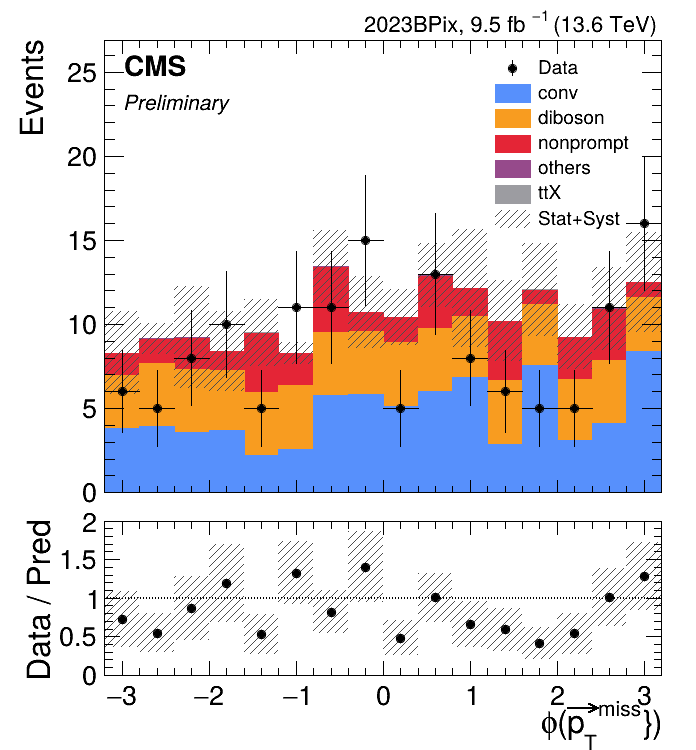 2023BPix, 9.5 fb⁻¹ (13.6 TeV)
CMS
Preliminary
Events
25
20
15
10
5
0
Data
conv
diboson
nonprompt
others
ttX
Stat+Syst
Data / Pred
2
1.5
1
0.5
0
−3 −2 −1 0 1 2 3
ϕ(p⃗_T^miss})